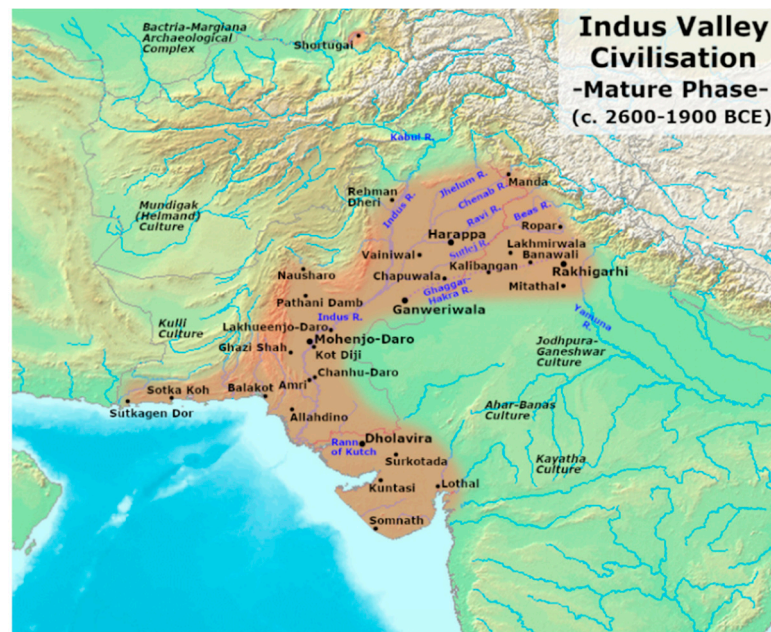 Indus Valley
Civilisation
-Mature Phase-
(c. 2600-1900 BCE)
Bactria-Margiana
Archaeological
Complex
Shortugai
Kabul R.
Mundigak
(Helmand)
Culture
Rehman
Dheri
Indus R.
Jhelum R.
Manda
Chenab R.
Ravi R.
Beas R.
Ropar
Harappa
Sutlej R.
Lakhmirwala
Vainiwal
Banawali
Kalibangan
Rakhigarhi
Chapuwala
Nausharo
Ghaggar-
Hakra R.
Mitathal
Pathani Damb
Ganweriwala
Yamuna
R.
Kulli
Culture
Indus R.
Lakhueenjo-Daro
Mohenjo-Daro
Ghazi Shah
Kot Diji
Jodhpura-
Ganeshwar
Culture
Chanhu-Daro
Amri
Sotka Koh
Balakot
Sutkagen Dor
Allahdino
Ahar-Banas
Culture
Dholavira
Rann
of Kutch
Surkotada
Kayatha
Culture
Kuntasi
Lothal
Somnath